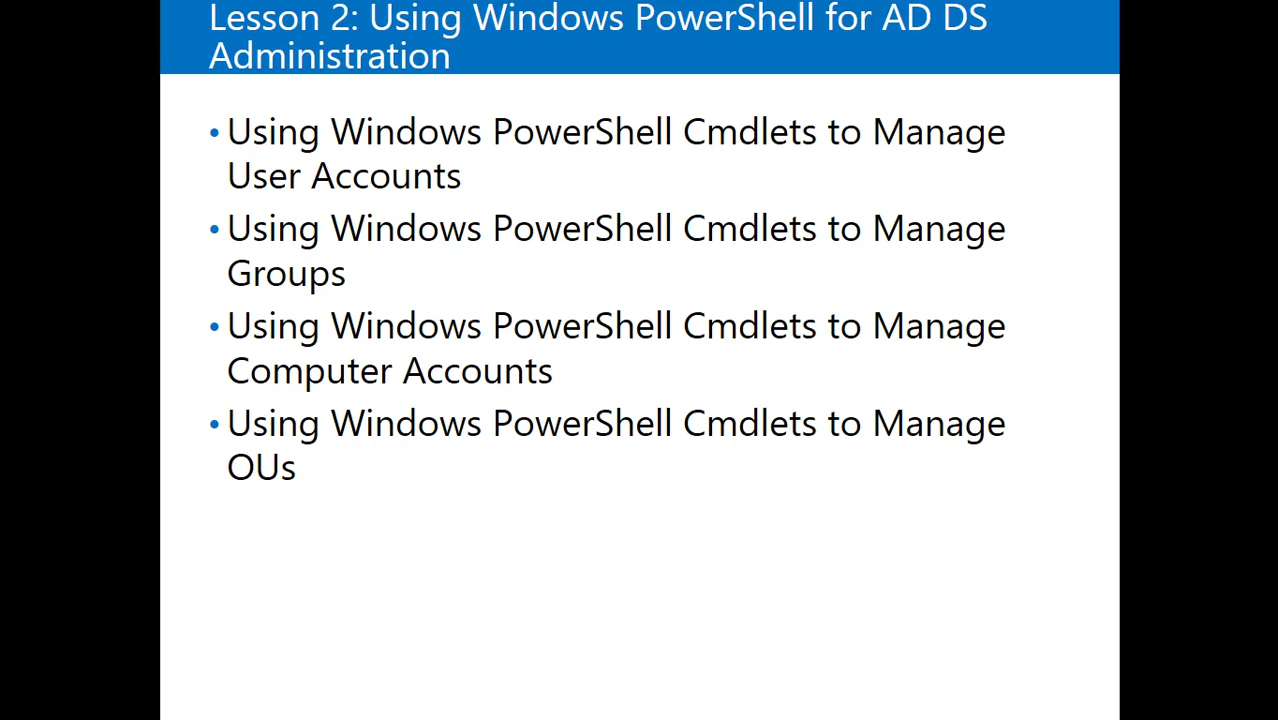 Lesson 2: Using Windows PowerShell for AD DS
Administration
• Using Windows PowerShell Cmdlets to Manage
User Accounts
• Using Windows PowerShell Cmdlets to Manage
Groups
• Using Windows PowerShell Cmdlets to Manage
Computer Accounts
• Using Windows PowerShell Cmdlets to Manage
OUs